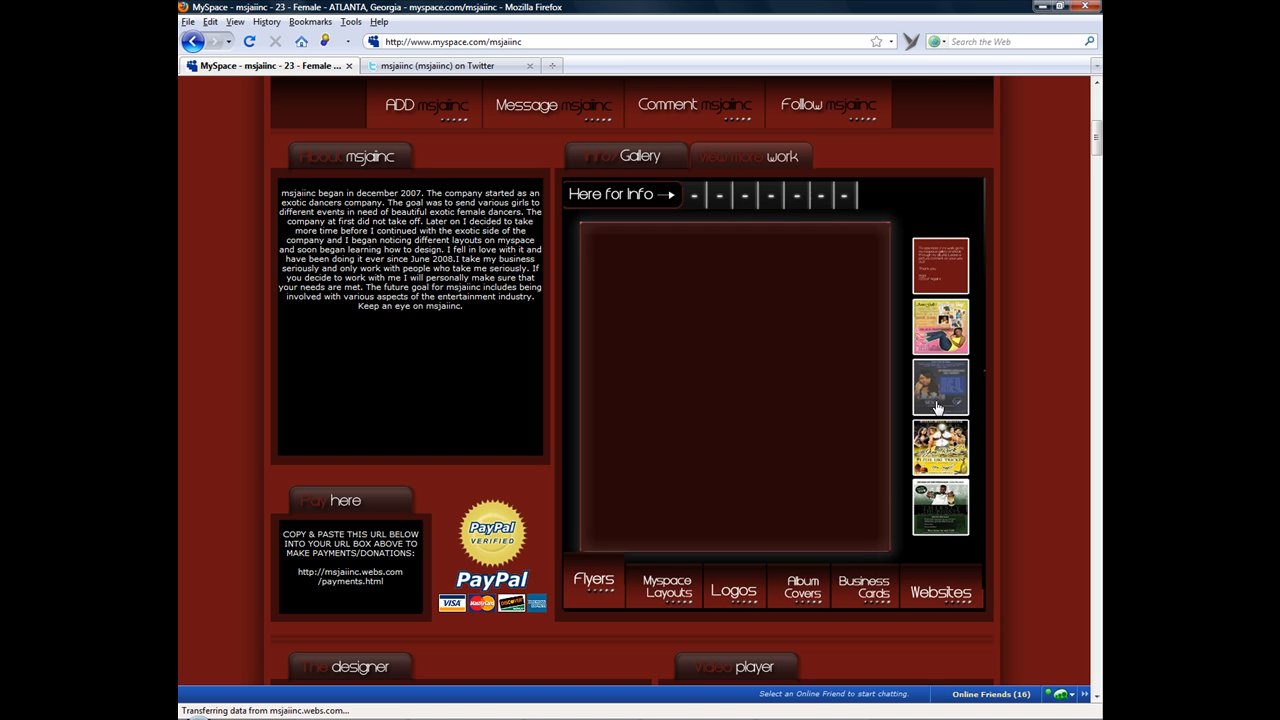 MySpace - msjaiinc - 23 - Female - ATLANTA, Georgia - myspace.com/msjaiinc - Mozilla Firefox
File Edit View History Bookmarks Tools Help
http://www.myspace.com/msjaiinc
Search the Web
MySpace - msjaiinc - 23 - Female ...
msjaiinc (msjaiinc) on Twitter
ADD msjaiinc
Message msjaiinc
Comment msjaiinc
Follow msjaiinc
About msjaiinc
msjaiinc began in december 2007. The company started as an
exotic dancers company. The goal was to send various girls to
different events in need of beautiful exotic female dancers. The
company at first did not take off. Later on I decided to take
more time before I continued with the exotic side of the
company and I began noticing different layouts on myspace
and soon began learning how to design. I fell in love with it and
have been doing it ever since June 2008.I take my business
seriously and only work with people who take me seriously. If
you decide to work with me I will personally make sure that
your needs are met. The future goal for msjaiinc includes being
involved with various aspects of the entertainment industry.
Keep an eye on msjaiinc.
Info/ Gallery
View more work
Here for Info
- - - - - - -
Flyers
Myspace
Layouts
Logos
Album
Covers
Business
Cards
Websites
Pay here
COPY & PASTE THIS URL BELOW
INTO YOUR URL BOX ABOVE TO
MAKE PAYMENTS/DONATIONS:
http://msjaiinc.webs.com
/payments.html
PayPal
VERIFIED
PayPal
VISA MasterCard DISCOVER
The designer
Video player
Select an Online Friend to start chatting.
Online Friends (16)
Transferring data from msjaiinc.webs.com...